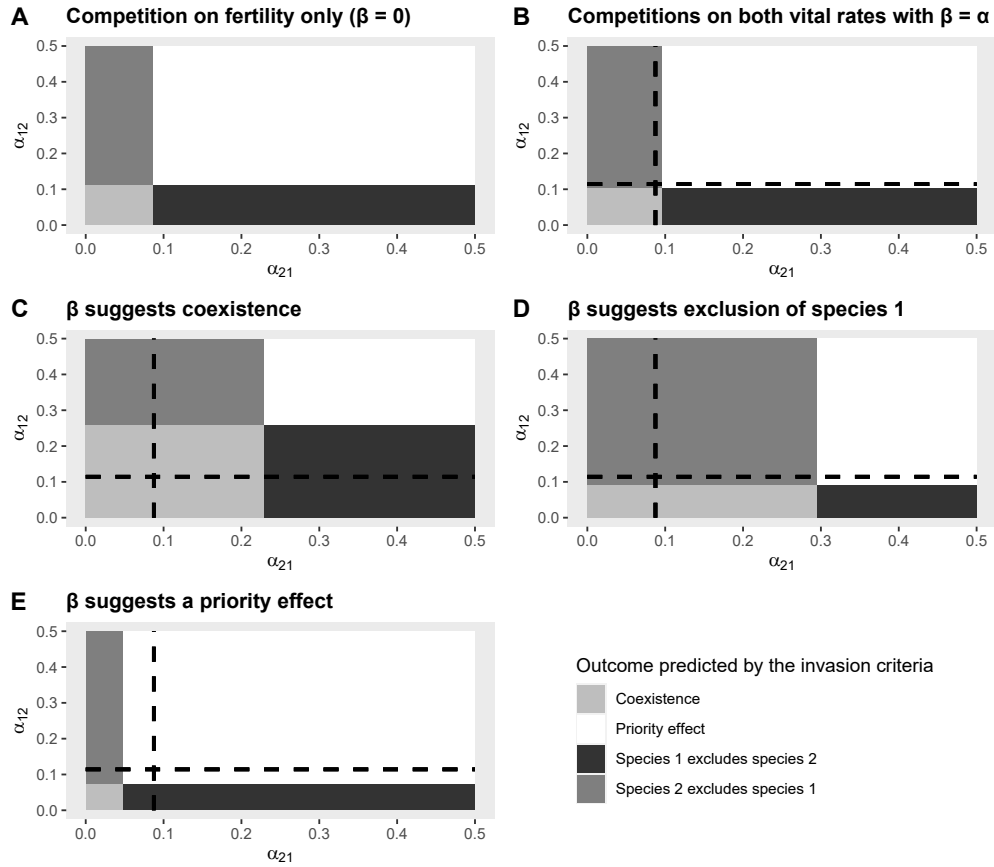 A Competition on fertility only (β = 0)
0.5
0.4
0.3
0.2
0.1
0.0
α12
0.0 0.1 0.2 0.3 0.4 0.5
α21
B Competitions on both vital rates with β = α
0.5
0.4
0.3
0.2
0.1
0.0
α12
0.0 0.1 0.2 0.3 0.4 0.5
α21
C β suggests coexistence
0.5
0.4
0.3
0.2
0.1
0.0
α12
0.0 0.1 0.2 0.3 0.4 0.5
α21
D β suggests exclusion of species 1
0.5
0.4
0.3
0.2
0.1
0.0
α12
0.0 0.1 0.2 0.3 0.4 0.5
α21
E β suggests a priority effect
0.5
0.4
0.3
0.2
0.1
0.0
α12
0.0 0.1 0.2 0.3 0.4 0.5
α21
Outcome predicted by the invasion criteria
Coexistence
Priority effect
Species 1 excludes species 2
Species 2 excludes species 1